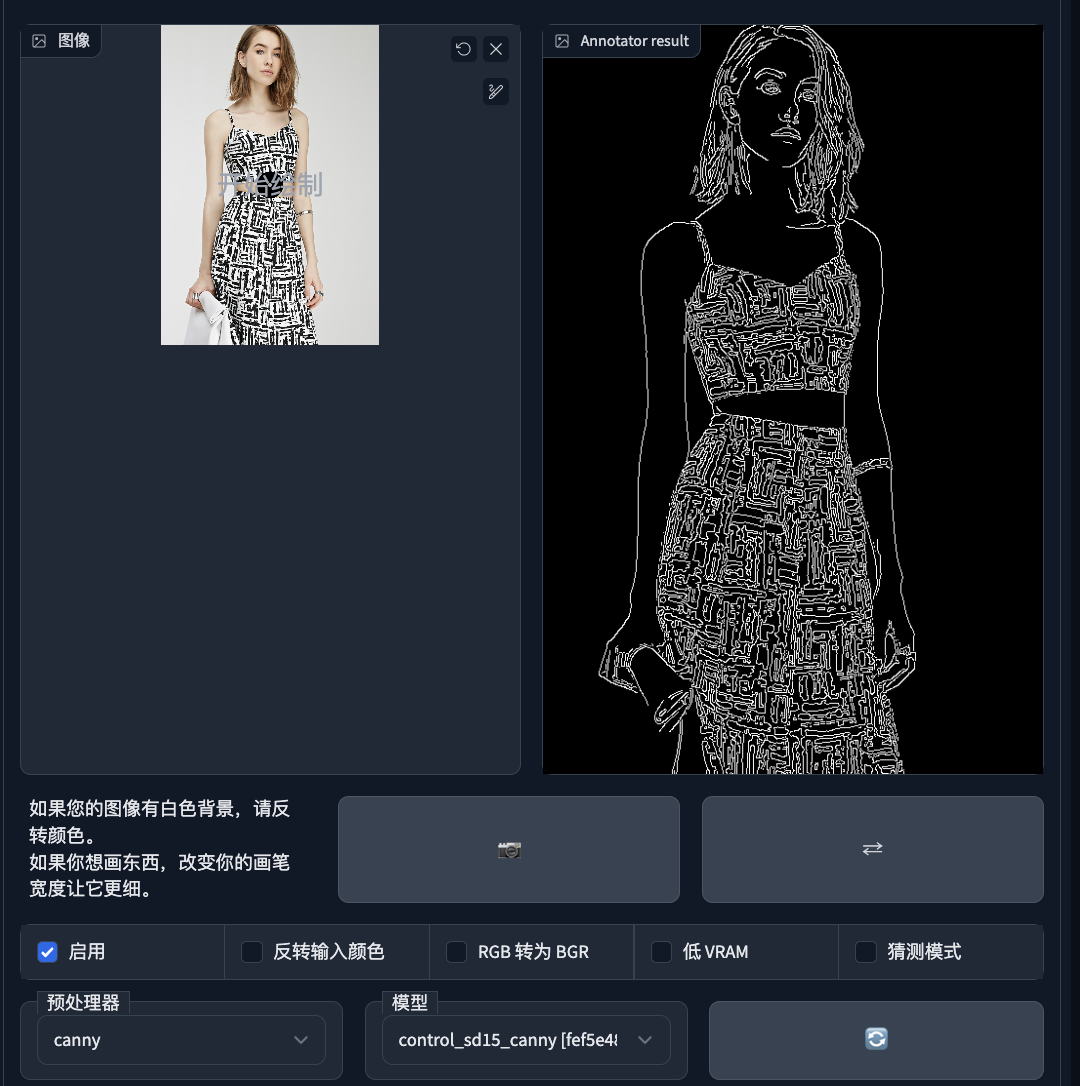 图像
Annotator result
开始绘制
如果您的图像有白色背景，请反
转颜色。
如果你想画东西，改变你的画笔
宽度让它更细。
启用
反转输入颜色
RGB 转为 BGR
低 VRAM
猜测模式
预处理器
模型
canny
control_sd15_canny [fef5e48